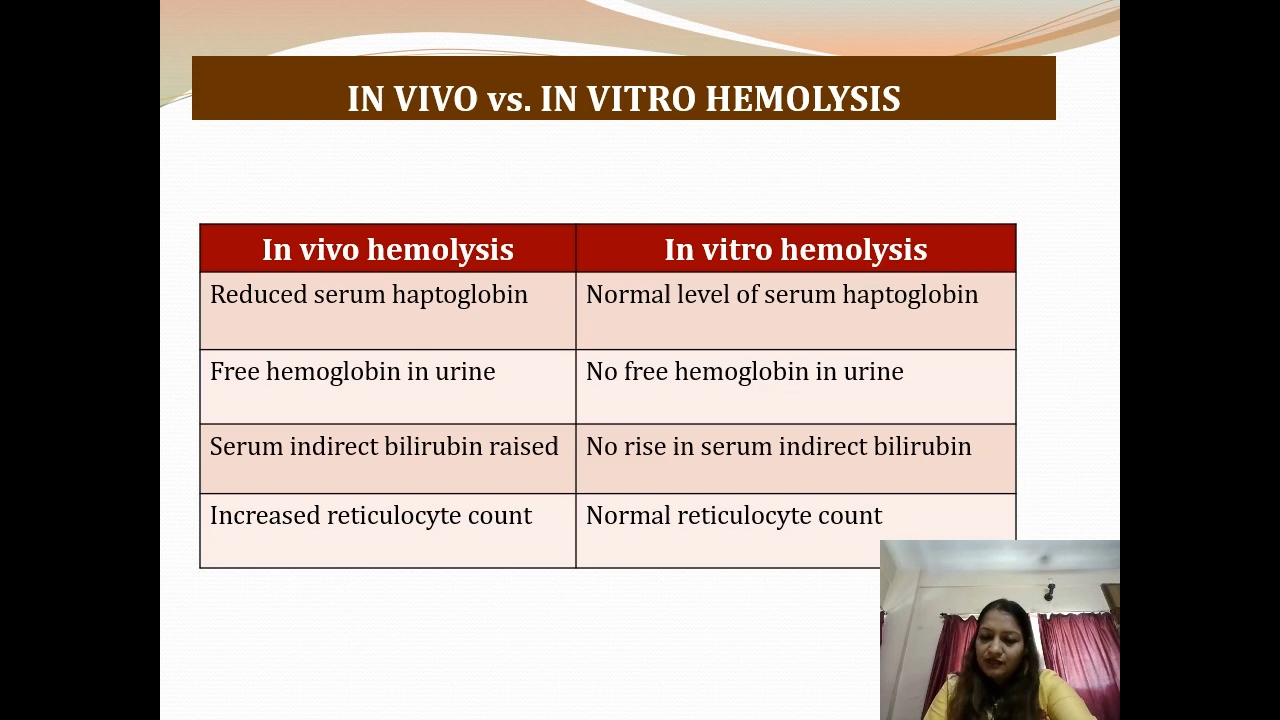 IN VIVO vs. IN VITRO HEMOLYSIS
In vivo hemolysis In vitro hemolysis
Reduced serum haptoglobin Normal level of serum haptoglobin
Free hemoglobin in urine No free hemoglobin in urine
Serum indirect bilirubin raised No rise in serum indirect bilirubin
Increased reticulocyte count Normal reticulocyte count